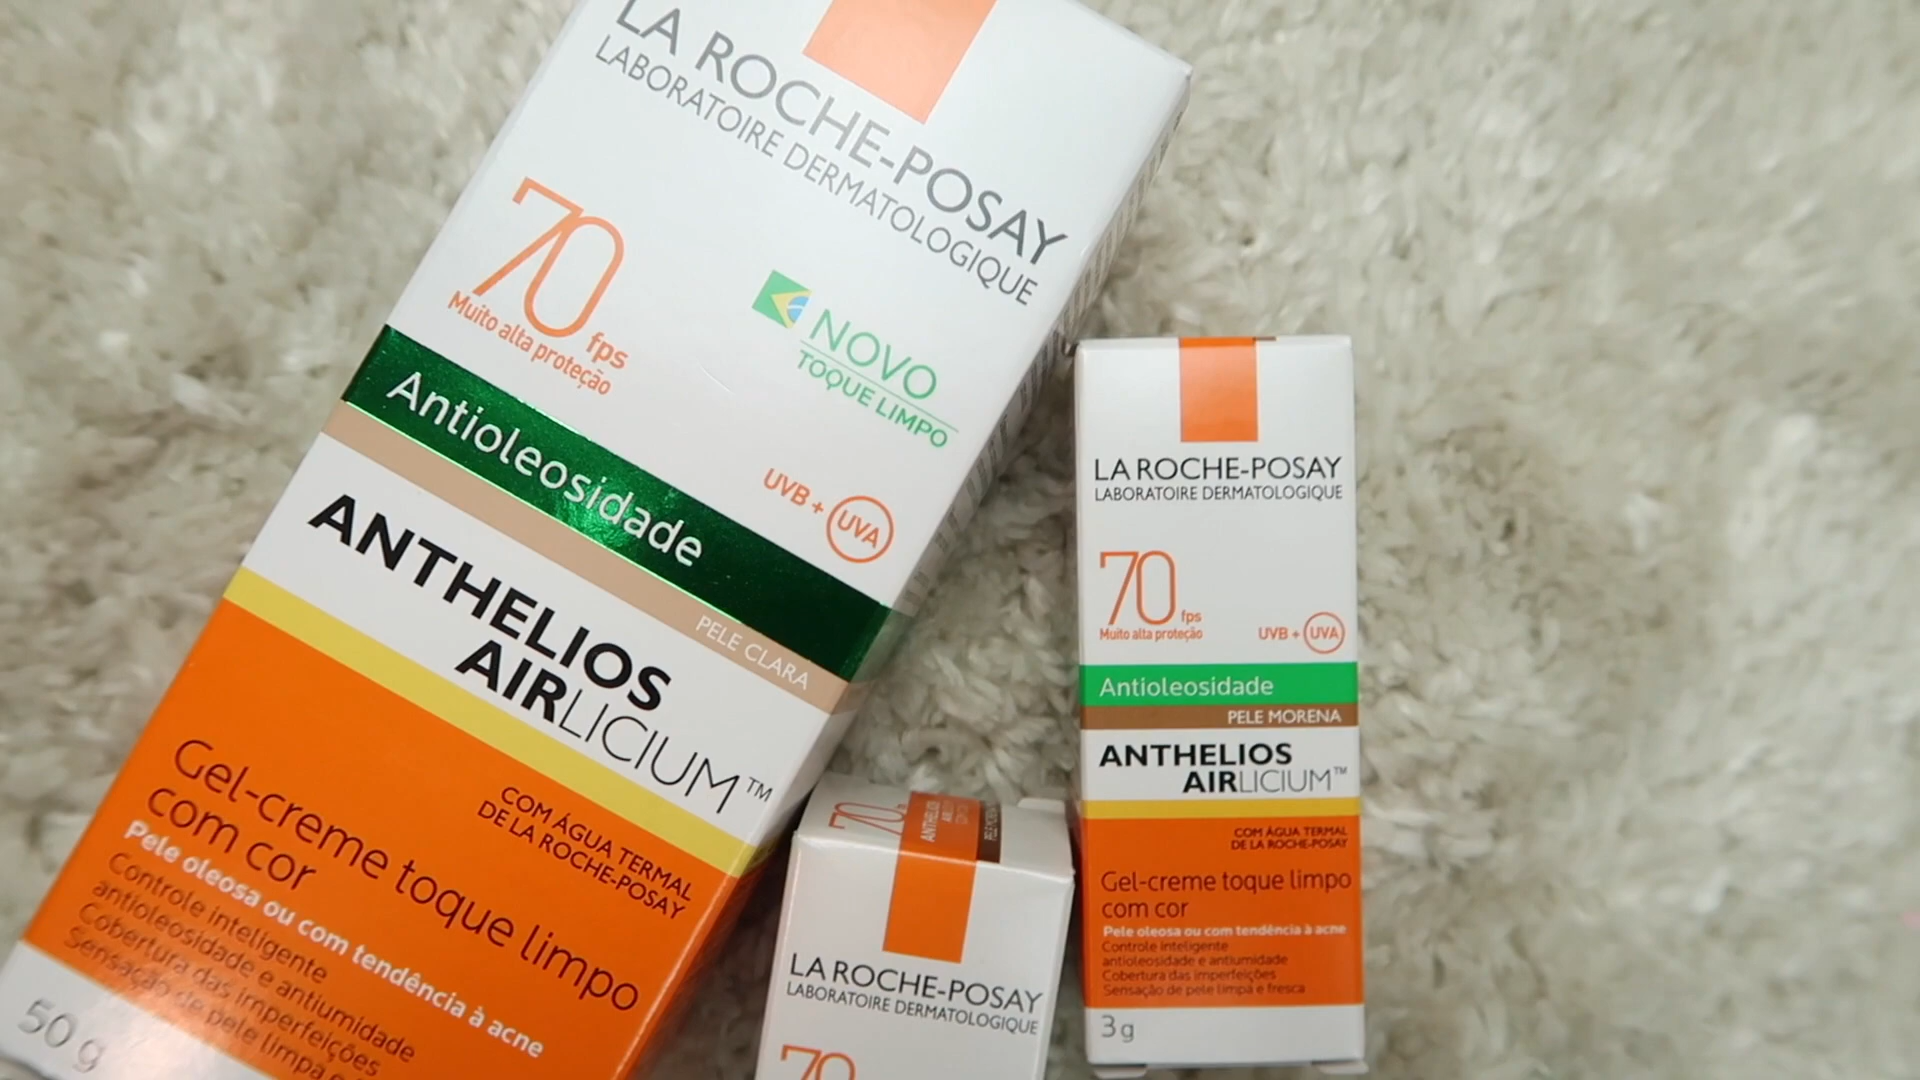 LA ROCHE-POSAY
LABORATOIRE DERMATOLOGIQUE
70 fps
Muito alta proteção
NOVO
TOQUE LIMPO
UVB + UVA
Antioleosidade
PELE CLARA
ANTHELIOS
AIRLICIUM™
COM ÁGUA TERMAL
DE LA ROCHE-POSAY
Gel-creme toque limpo
com cor
Pele oleosa ou com tendência à acne
Controle inteligente
antioleosidade e antiumidade
Cobertura das imperfeições
Sensação de pele limpa e
50 g
70
ANTHELIOS
LA ROCHE-POSAY
LABORATOIRE DERMATOLOGIQUE
70
LA ROCHE-POSAY
LABORATOIRE DERMATOLOGIQUE
70 fps
Muito alta proteção
UVB + UVA
Antioleosidade
PELE MORENA
ANTHELIOS
AIRLICIUM™
COM ÁGUA TERMAL
DE LA ROCHE-POSAY
Gel-creme toque limpo
com cor
Pele oleosa ou com tendência à acne
Controle inteligente
antioleosidade e antiumidade
Cobertura das imperfeições
Sensação de pele limpa e fresca
3 g